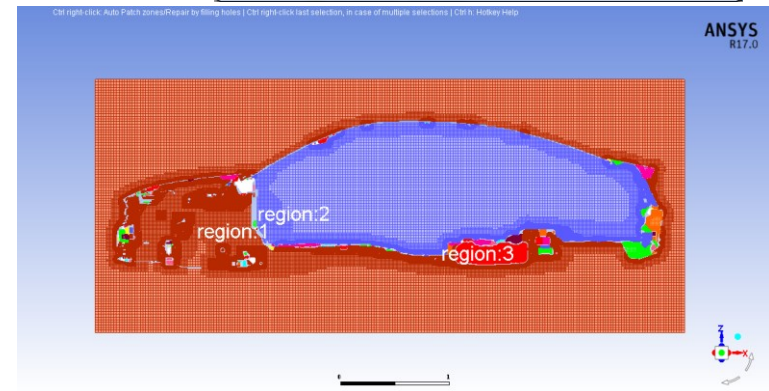 Ctrl right-click: Auto Patch zones/Repair by filling holes | Ctrl right-click last selection, in case of multiple selections | Ctrl h: Hotkey Help
ANSYS
R17.0
region:2
region:1
region:3
Z
X
0
1